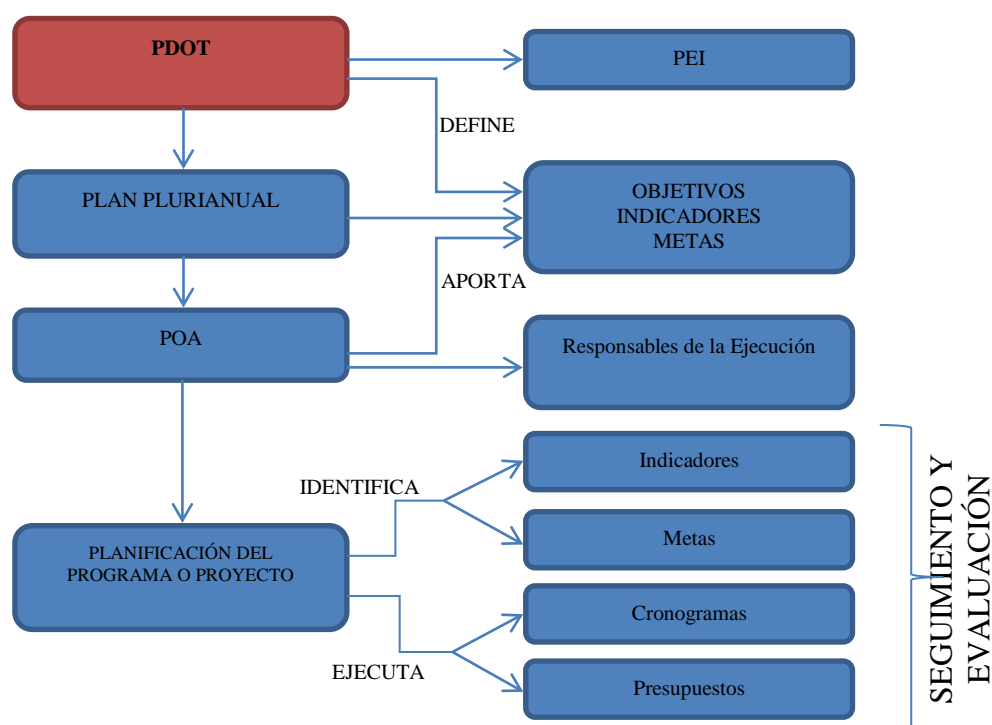 PDOT
PEI
DEFINE
PLAN PLURIANUAL
OBJETIVOS
INDICADORES
METAS
APORTA
POA
Responsables de la Ejecución
Indicadores
IDENTIFICA
Metas
PLANIFICACIÓN DEL
PROGRAMA O PROYECTO
Cronogramas
EJECUTA
Presupuestos
SEGUIMIENTO Y
EVALUACIÓN